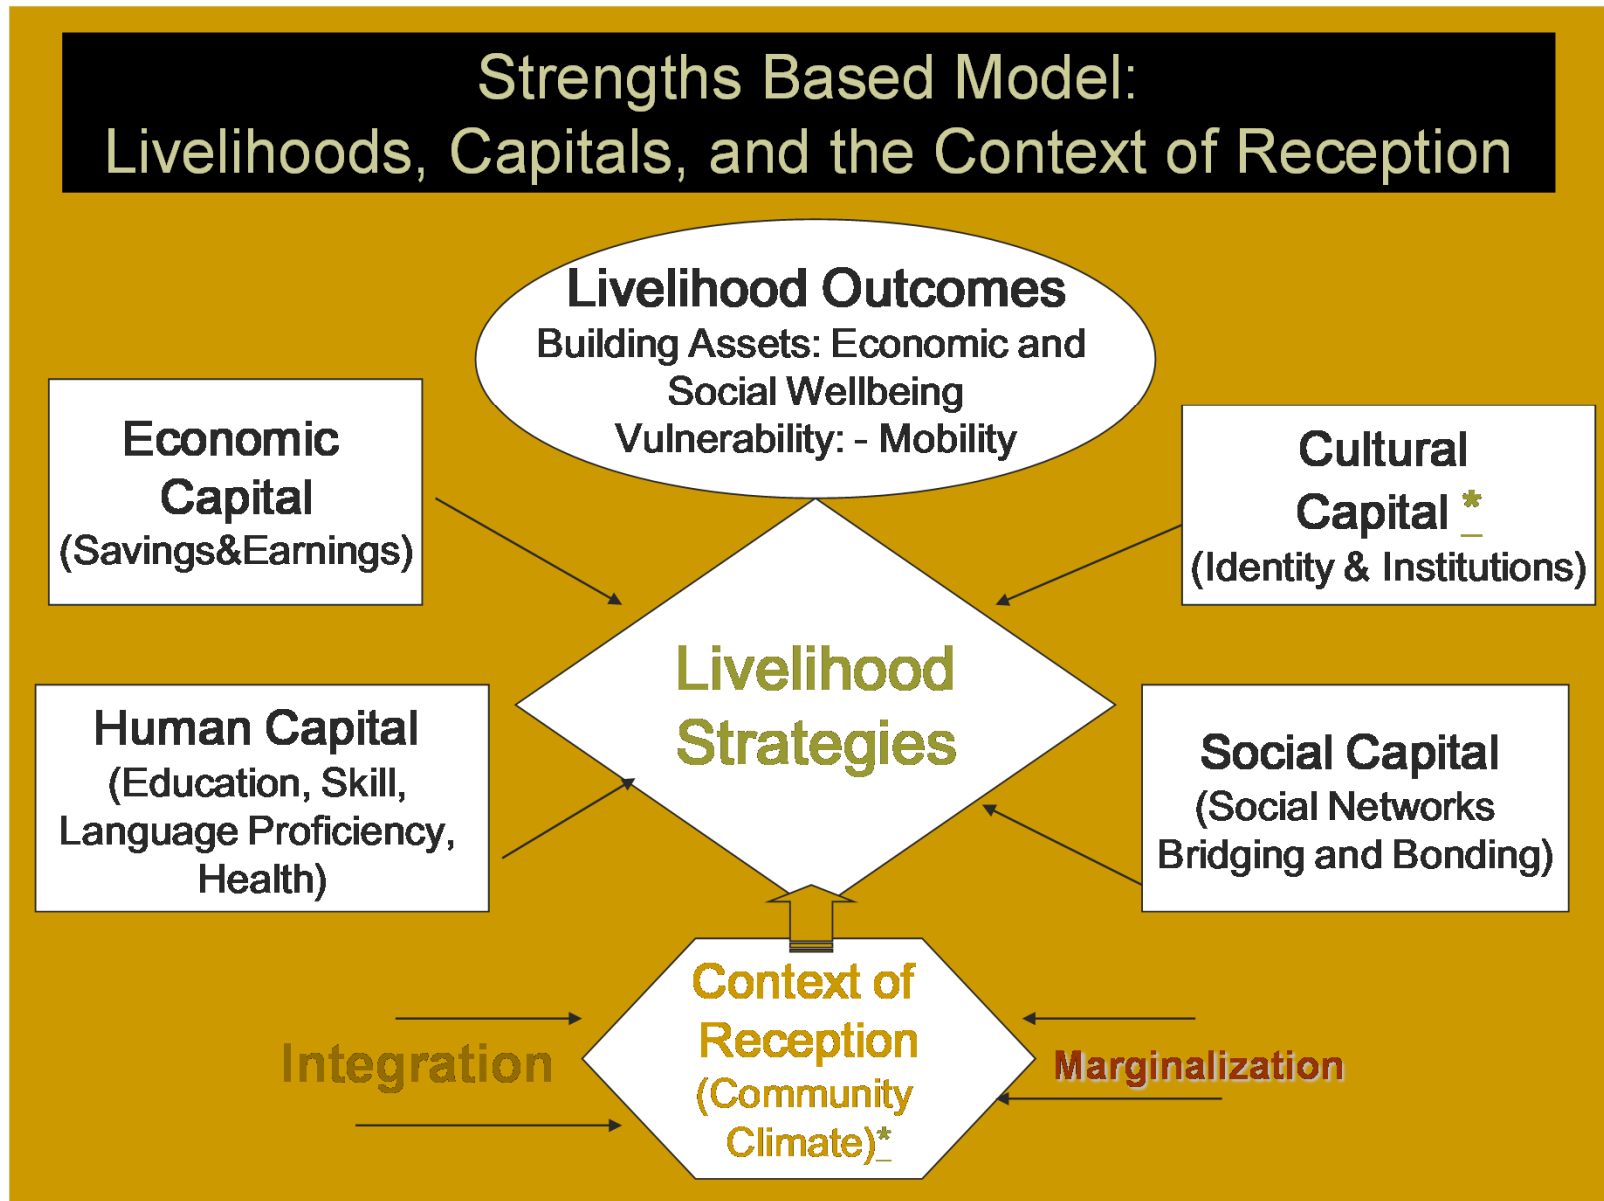 Strengths Based Model:
Livelihoods, Capitals, and the Context of Reception
Livelihood Outcomes
Building Assets: Economic and
Social Wellbeing
Vulnerability: - Mobility
Economic
Capital
(Savings&Earnings)
Cultural
Capital *
(Identity & Institutions)
Livelihood
Strategies
Human Capital
(Education, Skill,
Language Proficiency,
Health)
Social Capital
(Social Networks
Bridging and Bonding)
Context of
Reception
(Community
Climate)*
Integration
Marginalization